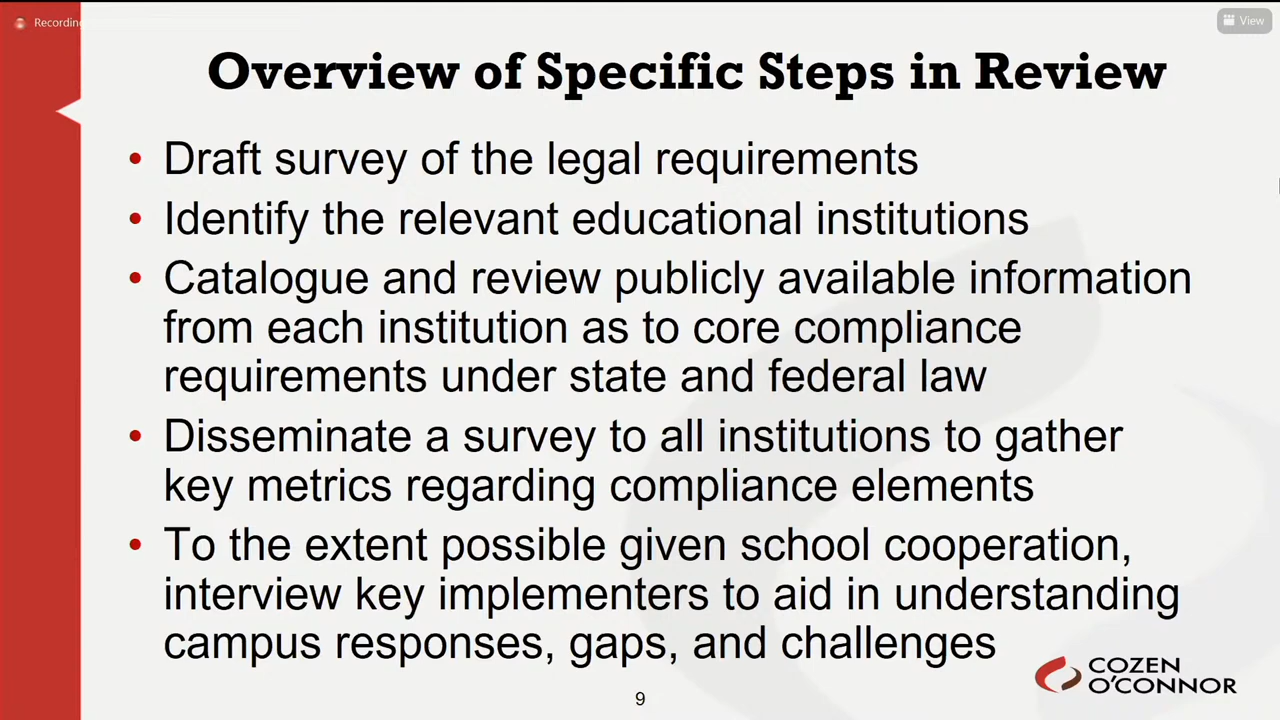 Recording
View
Overview of Specific Steps in Review
• Draft survey of the legal requirements
• Identify the relevant educational institutions
• Catalogue and review publicly available information
from each institution as to core compliance
requirements under state and federal law
• Disseminate a survey to all institutions to gather
key metrics regarding compliance elements
• To the extent possible given school cooperation,
interview key implementers to aid in understanding
campus responses, gaps, and challenges
COZEN
O'CONNOR
9